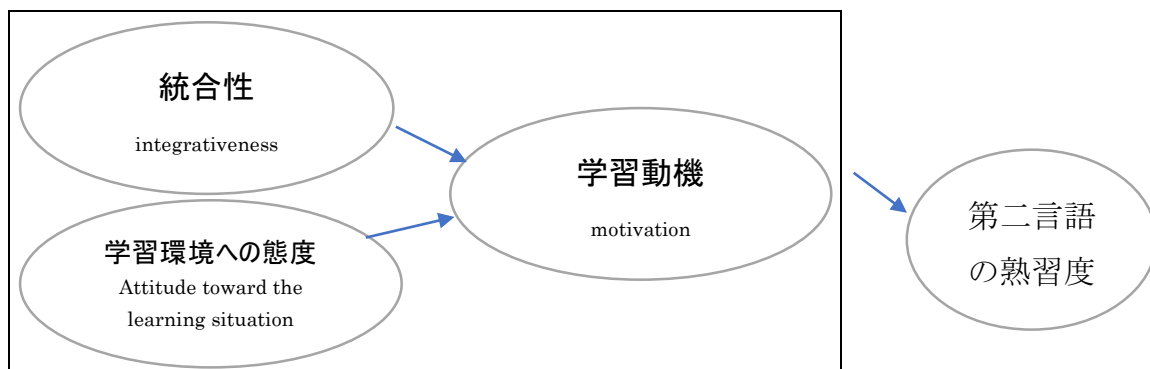 統合性
integrativeness
学習環境への態度
Attitude toward the
learning situation
学習動機
motivation
第二言語
の熟習度